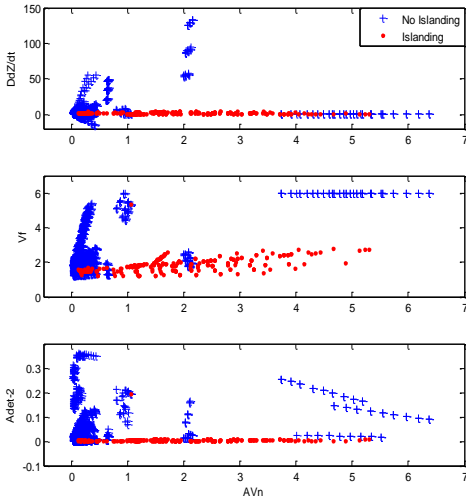 150
100
50
0
DdZ/dt
No Islanding
Islanding
0 1 2 3 4 5 6 7
6
4
2
0
Vf
0 1 2 3 4 5 6 7
0.3
0.2
0.1
0
-0.1
Adet-2
0 1 2 3 4 5 6 7
AVn